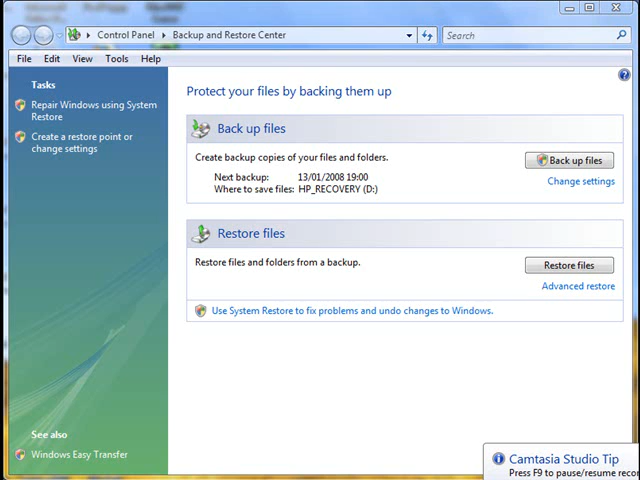 Control Panel
Backup and Restore Center
Search
File Edit View Tools Help
Tasks
Repair Windows using System
Restore
Create a restore point or
change settings
Protect your files by backing them up
Back up files
Create backup copies of your files and folders.
Back up files
Next backup: 13/01/2008 19:00
Where to save files: HP_RECOVERY (D:)
Change settings
Restore files
Restore files and folders from a backup.
Restore files
Advanced restore
Use System Restore to fix problems and undo changes to Windows.
See also
Windows Easy Transfer
Camtasia Studio Tip
Press F9 to pause/resume